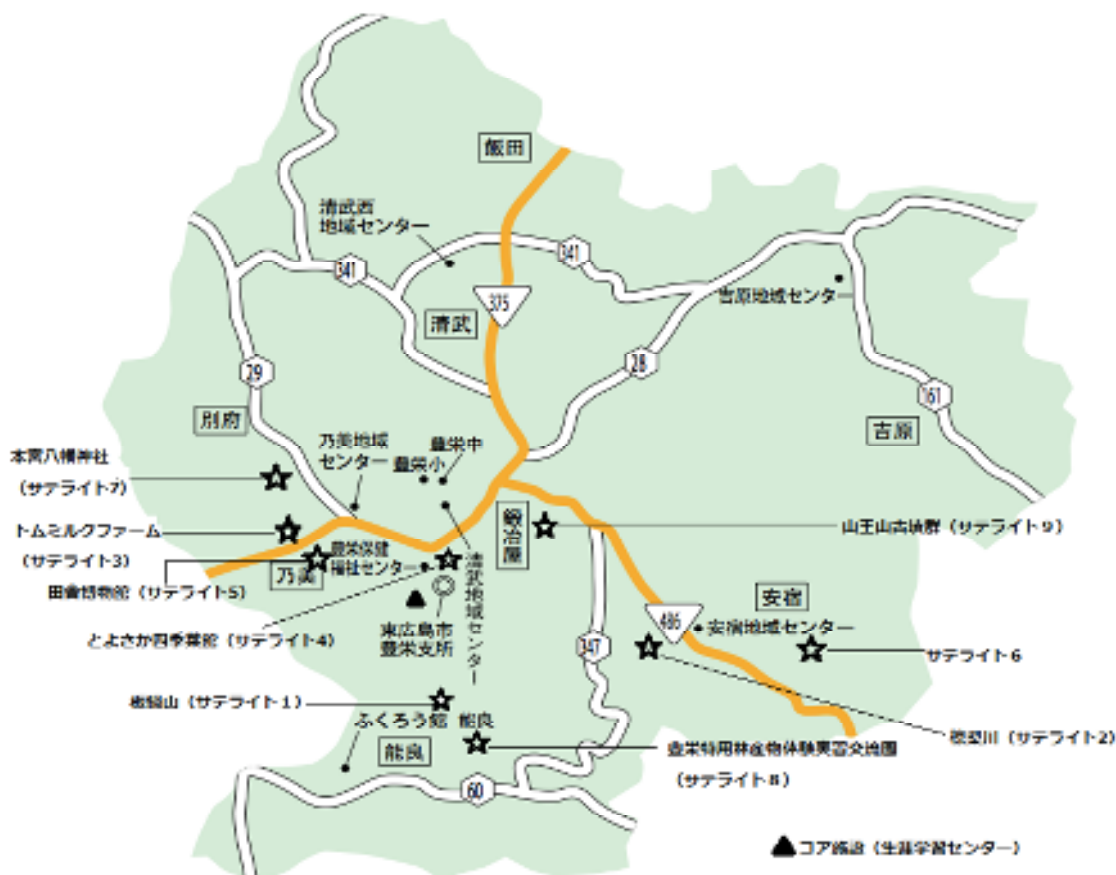 飯田
清武西
地域センター
341
341
375
清武
吉原地域センター
28
29
161
別府
吉原
乃美地域
センター
豊栄中
豊栄小
本宮八幡神社
(サテライト7)
鍛冶屋
山王山古墳群(サテライト9)
トムミルクファーム
(サテライト3)
豊栄保健
福祉センター
乃美
田舎博物館(サテライト5)
清武地域センター
安宿
486
安宿地域センター
とよさか四季菜館(サテライト4)
東広島市
豊栄支所
347
サテライト6
(サテライト1)
ふくろう館 能良
能良
(サテライト2)
豊栄特用林産物体験実習交流園
(サテライト8)
60
コア施設(生涯学習センター)